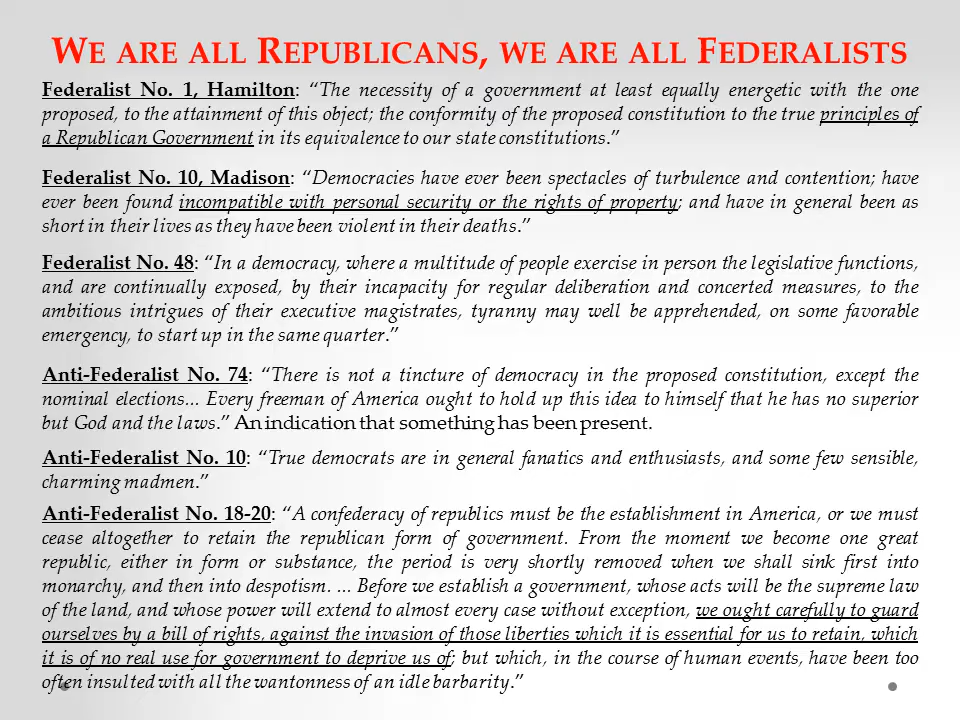 WE ARE ALL REPUBLICANS, WE ARE ALL FEDERALISTS
Federalist No. 1, Hamilton: “The necessity of a government at least equally energetic with the one
proposed, to the attainment of this object; the conformity of the proposed constitution to the true principles of
a Republican Government in its equivalence to our state constitutions.”
Federalist No. 10, Madison: “Democracies have ever been spectacles of turbulence and contention; have
ever been found incompatible with personal security or the rights of property; and have in general been as
short in their lives as they have been violent in their deaths.”
Federalist No. 48: “In a democracy, where a multitude of people exercise in person the legislative functions,
and are continually exposed, by their incapacity for regular deliberation and concerted measures, to the
ambitious intrigues of their executive magistrates, tyranny may well be apprehended, on some favorable
emergency, to start up in the same quarter.”
Anti-Federalist No. 74: “There is not a tincture of democracy in the proposed constitution, except the
nominal elections... Every freeman of America ought to hold up this idea to himself that he has no superior
but God and the laws.” An indication that something has been present.
Anti-Federalist No. 10: “True democrats are in general fanatics and enthusiasts, and some few sensible,
charming madmen.”
Anti-Federalist No. 18-20: “A confederacy of republics must be the establishment in America, or we must
cease altogether to retain the republican form of government. From the moment we become one great
republic, either in form or substance, the period is very shortly removed when we shall sink first into
monarchy, and then into despotism. ... Before we establish a government, whose acts will be the supreme law
of the land, and whose power will extend to almost every case without exception, we ought carefully to guard
ourselves by a bill of rights, against the invasion of those liberties which it is essential for us to retain, which
it is of no real use for government to deprive us of; but which, in the course of human events, have been too
often insulted with all the wantonness of an idle barbarity.”